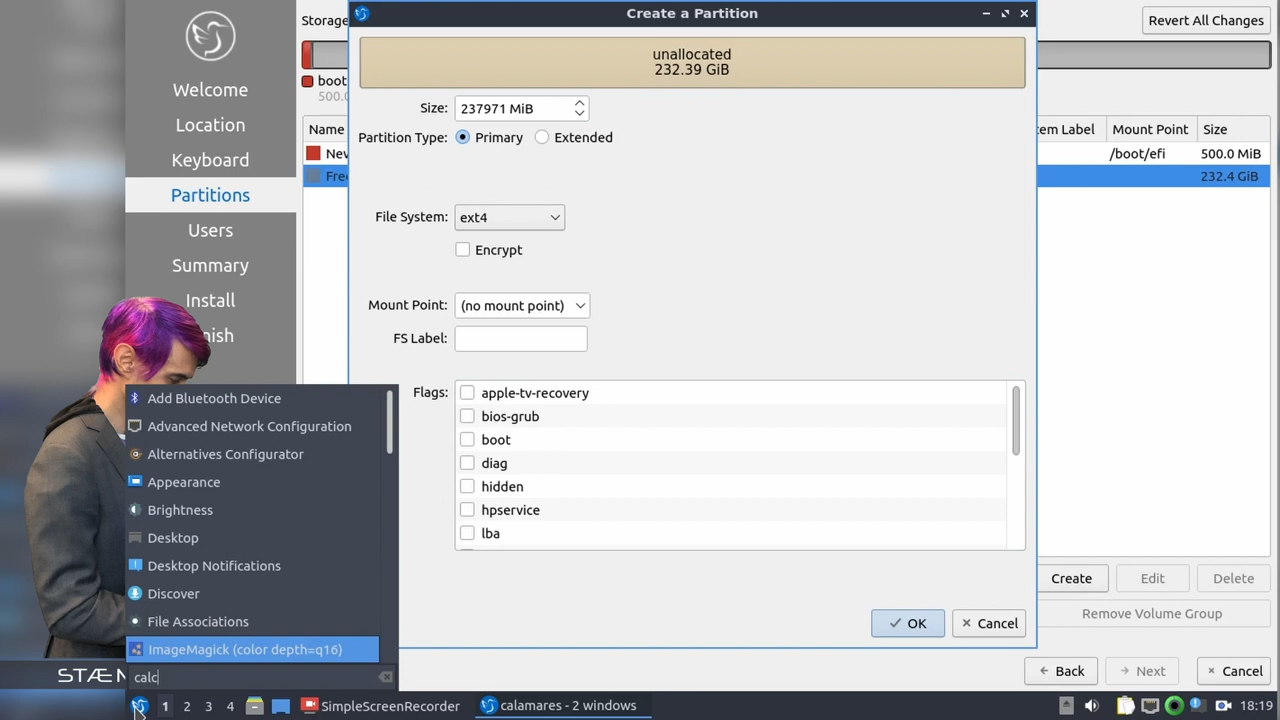 Create a Partition
Storage
Revert All Changes
unallocated
232.39 GiB
boot
500.0
Welcome
Location
Keyboard
Partitions
Users
Summary
Install
Size: 237971 MiB
Partition Type: Primary Extended
Name
Label Mount Point Size
/boot/efi 500.0 MiB
232.4 GiB
File System: ext4
Encrypt
Mount Point: (no mount point)
FS Label:
Flags: apple-tv-recovery
bios-grub
boot
diag
hidden
hpservice
lba
Add Bluetooth Device
Advanced Network Configuration
Alternatives Configurator
Appearance
Brightness
Desktop
Desktop Notifications
Discover
File Associations
ImageMagick (color depth=q16)
calc
OK Cancel
Create Edit Delete
Remove Volume Group
Back Next Cancel
1 2 3 4 SimpleScreenRecorder calamares - 2 windows 18:19